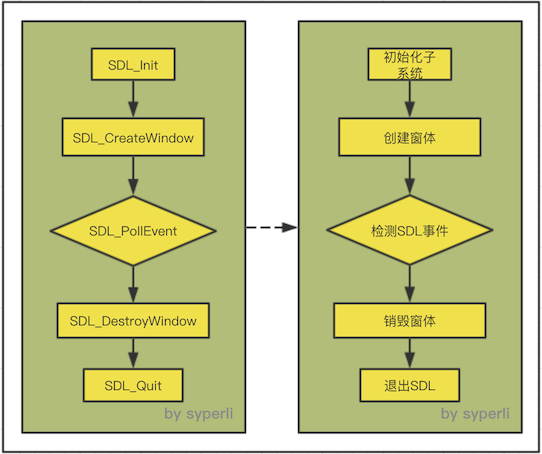 SDL_Init
SDL_CreateWindow
SDL_PollEvent
SDL_DestroyWindow
SDL_Quit
by syperli
初始化子
系统
创建窗体
检测SDL事件
销毁窗体
退出SDL
by syperli